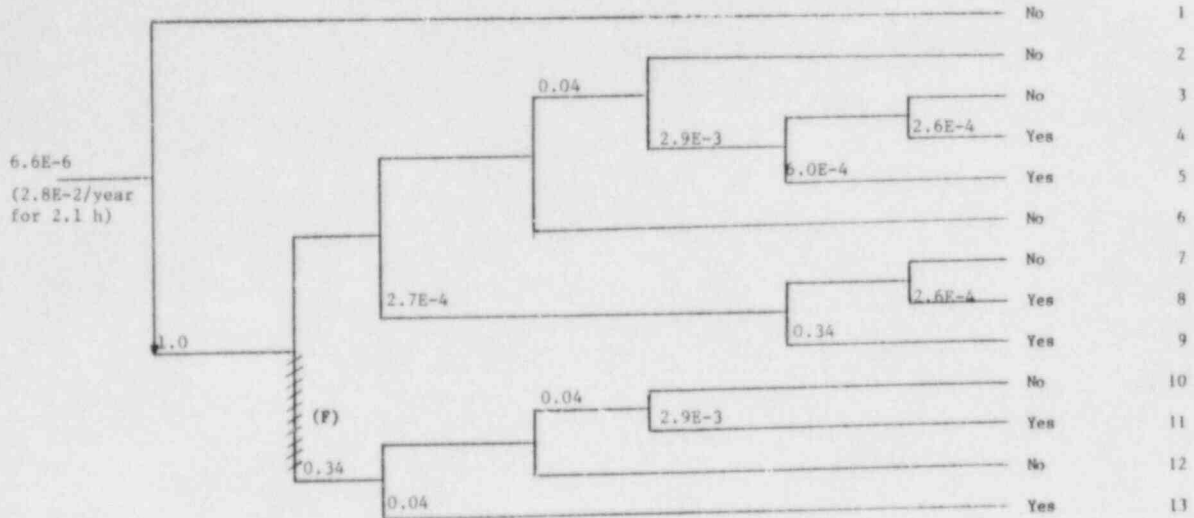 No 1
No 2
0.04
No 3
2.6E-4
2.9E-3
Yes 4
6.6E-6
6.0E-4
(2.8E-2/year
Yes 5
for 2.1 h)
No 6
No 7
2.7E-4
2.6E-4
Yes 8
0.34
1.0
Yes 9
No 10
0.04
(F)
2.9E-3
Yes 11
0.34
No 12
0.04
Yes 13